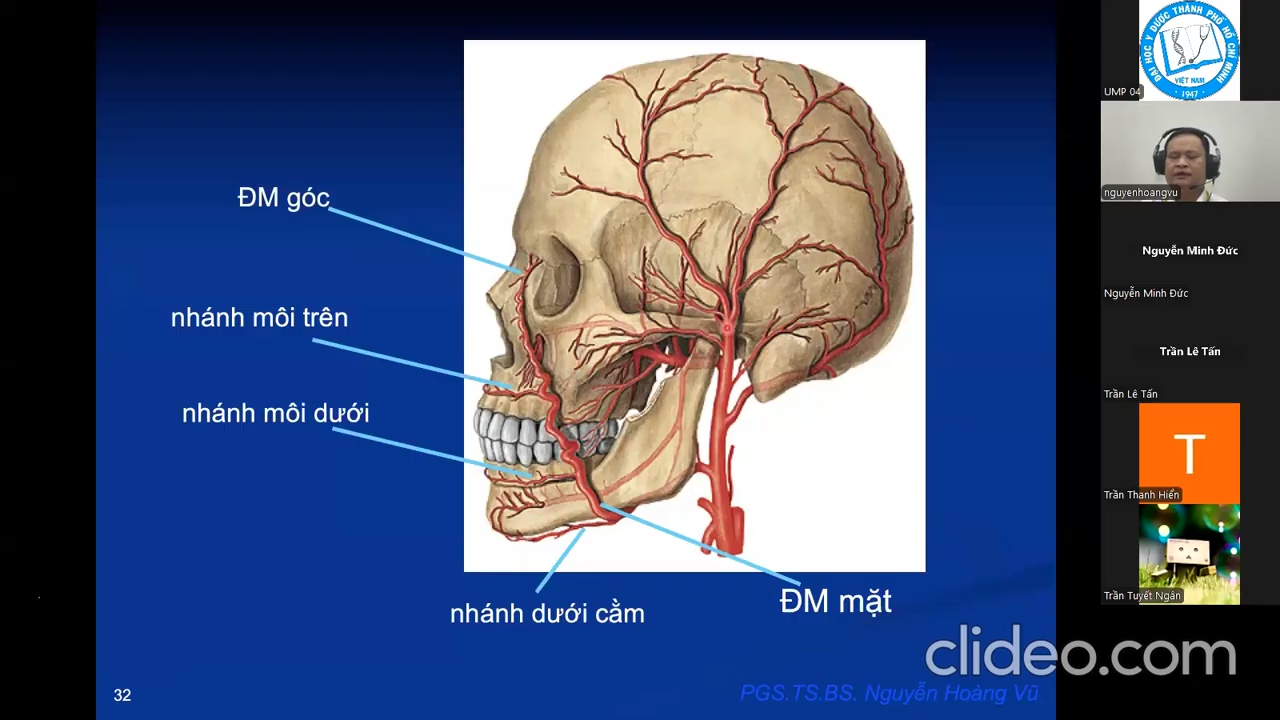 ĐM góc
nhánh môi trên
nhánh môi dưới
nhánh dưới cằm
ĐM mặt
32
PGS.TS.BS. Nguyễn Hoàng Vũ
clideo.com
ĐẠI HỌC Y DƯỢC THÀNH PHỐ HỒ CHÍ MINH
VIỆT NAM
1947
UMP 04
nguyenhoangvu
Nguyễn Minh Đức
Nguyễn Minh Đức
Trần Lê Tấn
Trần Lê Tấn
T
Trần Thanh Hiển
Trần Tuyết Ngân